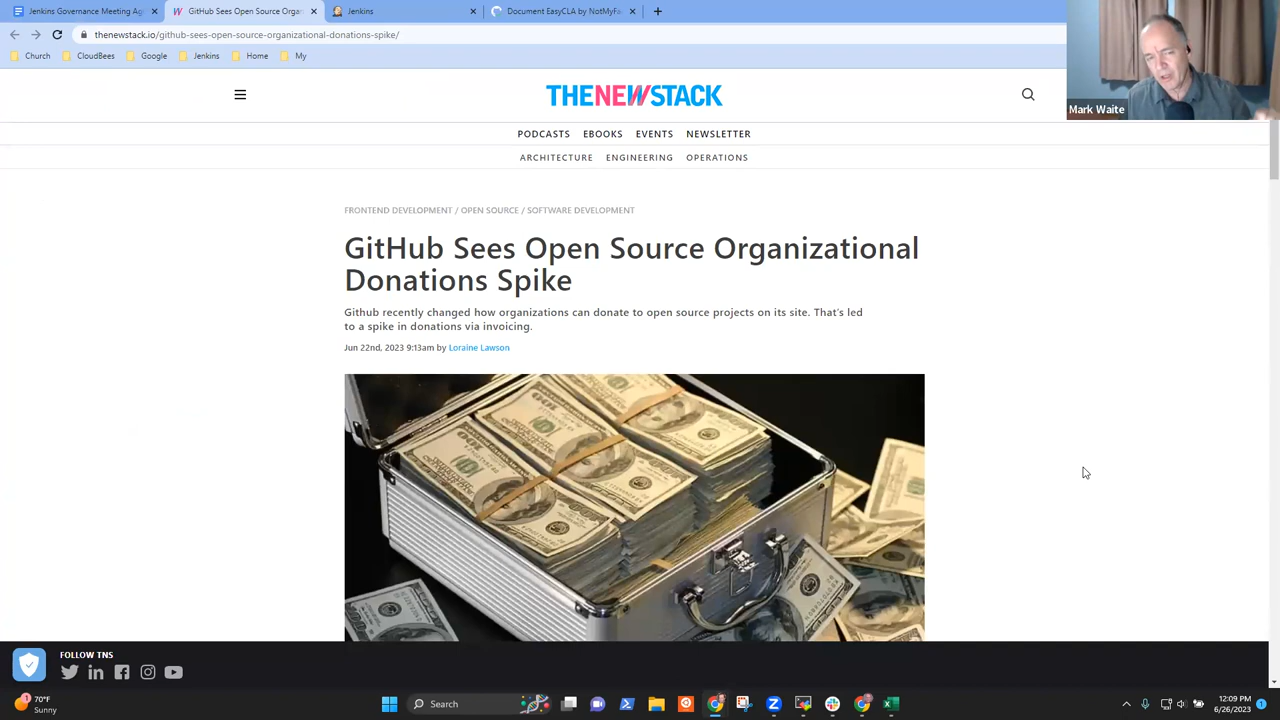 Jenkins Governance Meeting Ag
GitHub Sees Open Source Orga
Jenkins
Document EasyCLA by NotMyFa
thenewstack.io/github-sees-open-source-organizational-donations-spike/
Church
CloudBees
Google
Jenkins
Home
My
Mark Waite
THENEWSTACK
PODCASTS EBOOKS EVENTS NEWSLETTER
ARCHITECTURE ENGINEERING OPERATIONS
FRONTEND DEVELOPMENT / OPEN SOURCE / SOFTWARE DEVELOPMENT
GitHub Sees Open Source Organizational
Donations Spike
Github recently changed how organizations can donate to open source projects on its site. That's led
to a spike in donations via invoicing.
Jun 22nd, 2023 9:13am by Loraine Lawson
FOLLOW TNS
70°F
Sunny
Search
12:09 PM
6/26/2023